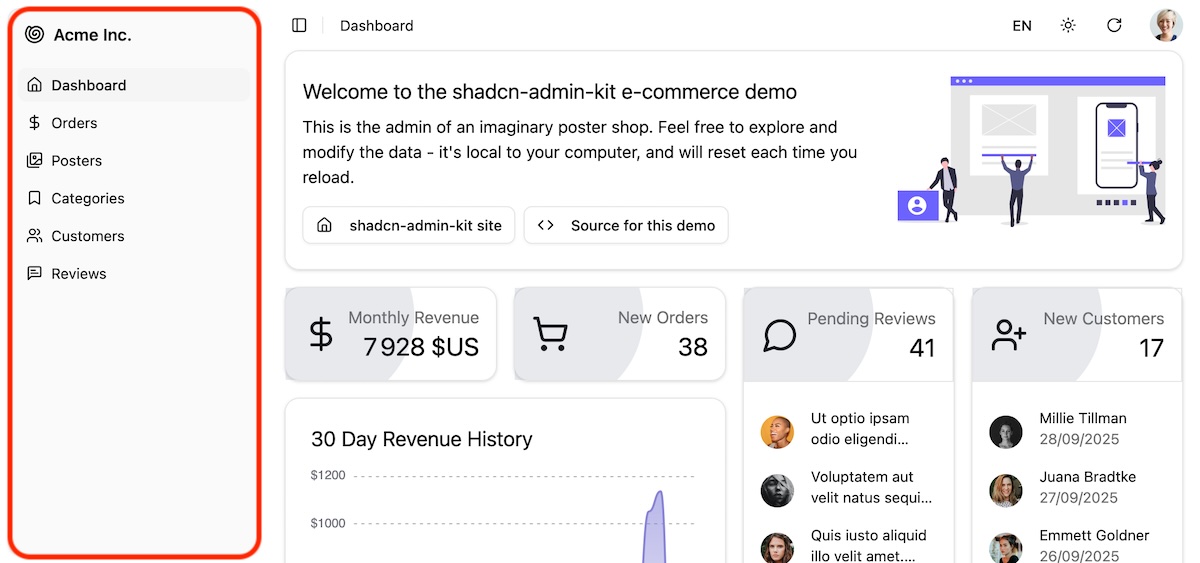 Acme Inc.
Dashboard
Orders
Posters
Categories
Customers
Reviews
Dashboard
EN
Welcome to the shadcn-admin-kit e-commerce demo
This is the admin of an imaginary poster shop. Feel free to explore and
modify the data - it's local to your computer, and will reset each time you
reload.
shadcn-admin-kit site
Source for this demo
Monthly Revenue
7 928 $US
New Orders
38
30 Day Revenue History
$1200
$1000
Pending Reviews
41
Ut optio ipsam
odio eligendi...
Voluptatem aut
velit natus sequi...
Quis iusto aliquid
illo velit amet....
New Customers
17
Millie Tillman
28/09/2025
Juana Bradtke
27/09/2025
Emmett Goldner
26/09/2025